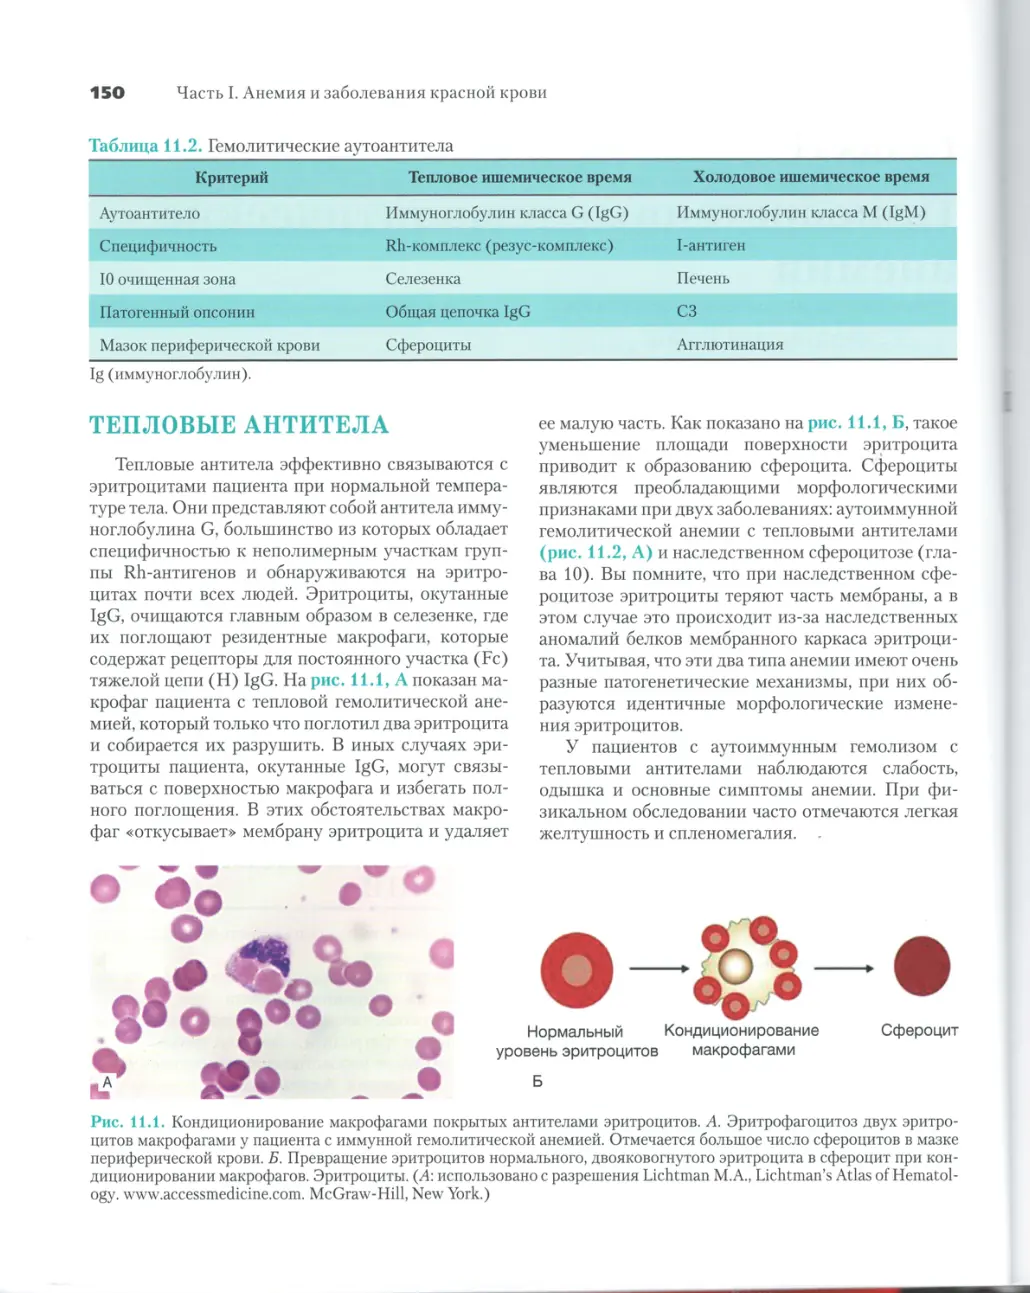 150 Часть I. Анемия и заболевания красной крови
Таблица 11.2. Гемолитические аутоантитела
Критерий Тепловое ишемическое время Холодовое ишемическое время
Аутоантитело Иммуноглобулин класса G (IgG) Иммуноглобулин класса M (IgM)
Специфичность Rh-комплекс (резус-комплекс) I-антиген
I0 очищенная зона Селезенка Печень
Патогенный опсонин Общая цепочка IgG C3
Мазок периферической крови Сфероциты Агглютинация
Ig (иммуноглобулин).
ТЕПЛОВЫЕ АНТИТЕЛА
Тепловые антитела эффективно связываются с
эритроцитами пациента при нормальной темпера-
туре тела. Они представляют собой антитела имму-
ноглобулина G, большинство из которых обладает
специфичностью к неполимерным участкам груп-
пы Rh-антигенов и обнаруживаются на эритро-
цитах почти всех людей. Эритроциты, окутанные
IgG, очищаются главным образом в селезенке, где
их поглощают резидентные макрофаги, которые
содержат рецепторы для постоянного участка (Fc)
тяжелой цепи (H) IgG. На рис. 11.1, А показан ма-
крофаг пациента с тепловой гемолитической ане-
мией, который только что поглотил два эритроцита
и собирается их разрушить. В иных случаях эри-
троциты пациента, окутанные IgG, могут связы-
ваться с поверхностью макрофага и избегать пол-
ного поглощения. В этих обстоятельствах макро-
фаг «откусывает» мембрану эритроцита и удаляет
ее малую часть. Как показано на рис. 11.1, Б, такое
уменьшение площади поверхности эритроцита
приводит к образованию сфероцита. Сфероциты
являются преобладающими морфологическими
признаками при двух заболеваниях: аутоиммунной
гемолитической анемии с тепловыми антителами
(рис. 11.2, А) и наследственном сфероцитозе (гла-
ва 10). Вы помните, что при наследственном сфе-
роцитозе эритроциты теряют часть мембраны, а в
этом случае это происходит из-за наследственных
аномалий белков мембранного каркаса эритроци-
та. Учитывая, что эти два типа анемии имеют очень
разные патогенетические механизмы, при них об-
разуются идентичные морфологические измене-
ния эритроцитов.
У пациентов с аутоиммунным гемолизом с
тепловыми антителами наблюдаются слабость,
одышка и основные симптомы анемии. При фи-
зикальном обследовании часто отмечаются легкая
желтушность и спленомегалия.
А
Нормальный
уровень эритроцитов
Кондиционирование
макрофагами
Сфероцит
Б
Рис. 11.1. Кондиционирование макрофагами покрытых антителами эритроцитов. А. Эритрофагоцитоз двух эритро-
цитов макрофагами у пациента с иммунной гемолитической анемией. Отмечается большое число сфероцитов в мазке
периферической крови. Б. Превращение эритроцитов нормального, двояковогнутого эритроцита в сфероцит при кон-
диционировании макрофагов. Эритроциты. (А: использовано с разрешения Lichtman M.A., Lichtman's Atlas of Hematol-
ogy. www.accessmedicine.com. McGraw-Hill, New York.)